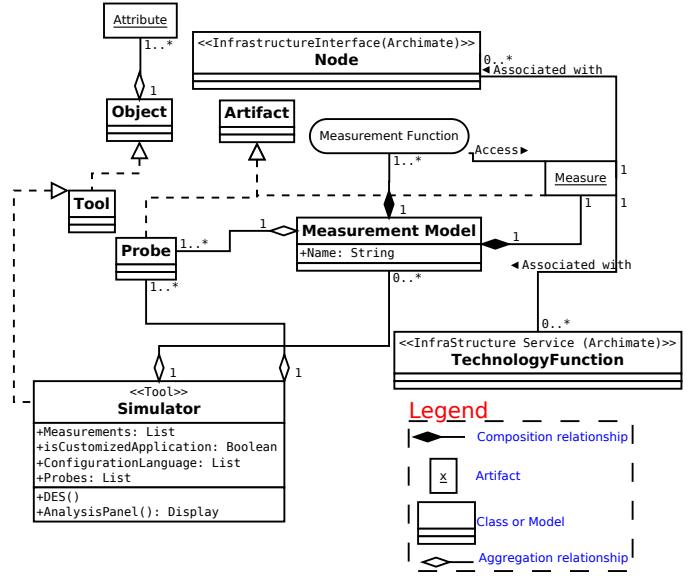 Attribute
1..*
<<InfrastructureInterface(Archimate)>>
Node
0..*
◄Associated with
1
Object
Artifact
Measurement Function
Access►
1..*
Measure
1
1
1
Tool
1
1
Measurement Model
+Name: String
1
1..*
Probe
1..*
0..*
◄Associated with
0..*
<<InfraStructure Service (Archimate)>>
TechnologyFunction
1
1
<<Tool>>
Simulator
+Measurements: List
+isCustomizedApplication: Boolean
+ConfigurationLanguage: List
+Probes: List
+DES()
+AnalysisPanel(): Display
Legend
Composition relationship
x
Artifact
Class or Model
Aggregation relationship